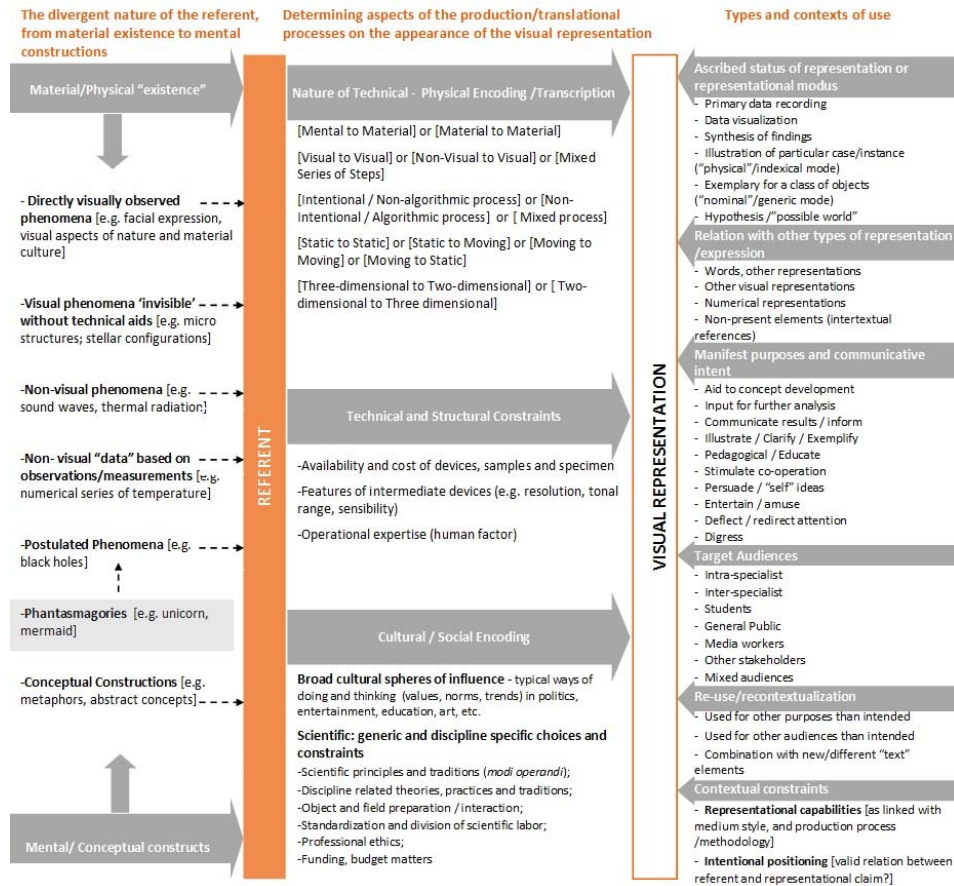 The divergent nature of the referent,
from material existence to mental
constructions
Material/Physical “existence”
- Directly visually observed
phenomena [e.g. facial expression,
visual aspects of nature and material
culture]
-Visual phenomena ‘invisible’
without technical aids [e.g. micro
structures; stellar configurations]
-Non-visual phenomena [e.g.
sound waves, thermal radiation]
-Non- visual “data” based on
observations/measurements [e.g.
numerical series of temperature]
-Postulated Phenomena [e.g.
black holes]
-Phantasmagories [e.g. unicorn,
mermaid]
-Conceptual Constructions [e.g.
metaphors, abstract concepts]
Mental/ Conceptual constructs
REFERENT
Determining aspects of the production/translational
processes on the appearance of the visual representation
Nature of Technical - Physical Encoding /Transcription
[Mental to Material] or [Material to Material]
[Visual to Visual] or [Non-Visual to Visual] or [Mixed
Series of Steps]
[Intentional / Non-algorithmic process] or [Non-
Intentional / Algorithmic process] or [ Mixed process]
[Static to Static] or [Static to Moving] or [Moving to
Moving] or [Moving to Static]
[Three-dimensional to Two-dimensional] or [ Two-
dimensional to Three dimensional]
Technical and Structural Constraints
-Availability and cost of devices, samples and specimen
-Features of intermediate devices (e.g. resolution, tonal
range, sensibility)
-Operational expertise (human factor)
Cultural / Social Encoding
Broad cultural spheres of influence - typical ways of
doing and thinking (values, norms, trends) in politics,
entertainment, education, art, etc.
Scientific: generic and discipline specific choices and
constraints
-Scientific principles and traditions (modi operandi);
-Discipline related theories, practices and traditions;
-Object and field preparation / interaction;
-Standardization and division of scientific labor;
-Professional ethics;
-Funding, budget matters
VISUAL REPRESENTATION
Types and contexts of use
Ascribed status of representation or
representational modus
- Primary data recording
- Data visualization
- Synthesis of findings
- Illustration of particular case/instance
(“physical”/indexical mode)
- Exemplary for a class of objects
(“nominal”/generic mode)
- Hypothesis /“possible world”
Relation with other types of representation
/expression
- Words, other representations
- Other visual representations
- Numerical representations
- Non-present elements (intertextual
references)
Manifest purposes and communicative
intent
- Aid to concept development
- Input for further analysis
- Communicate results / inform
- Illustrate / Clarify / Exemplify
- Pedagogical / Educate
- Stimulate co-operation
- Persuade / “self” ideas
- Entertain / amuse
- Deflect / redirect attention
- Digress
Target Audiences
- Intra-specialist
- Inter-specialist
- Students
- General Public
- Media workers
- Other stakeholders
- Mixed audiences
Re-use/recontextualization
- Used for other purposes than intended
- Used for other audiences than intended
- Combination with new/different “text”
elements
Contextual constraints
- Representational capabilities [as linked with
medium style, and production process
/methodology]
- Intentional positioning [valid relation between
referent and representational claim?]